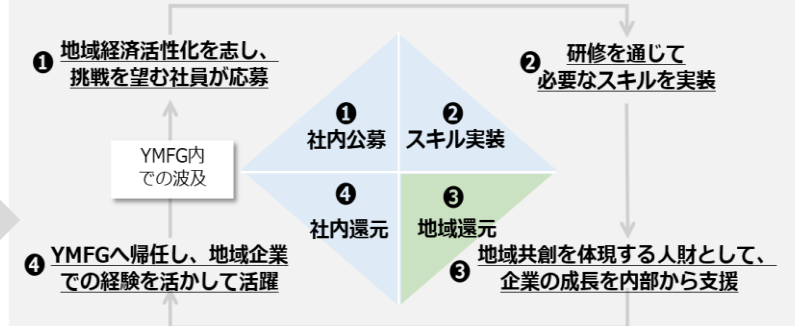 ❶ 地域経済活性化を志し、
挑戦を望む社員が応募
❷ 研修を通じて
必要なスキルを実装
❶
社内公募
❷
スキル実装
YMFG内
での波及
❹
社内還元
❸
地域還元
❹ YMFGへ帰任し、地域企業
での経験を活かして活躍
❸ 地域共創を体現する人財として、
企業の成長を内部から支援